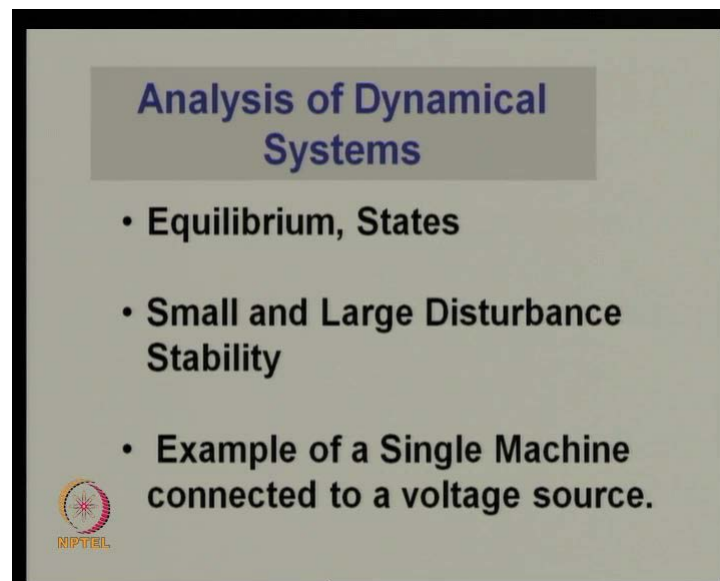 Analysis of Dynamical
Systems
• Equilibrium, States
• Small and Large Disturbance
Stability
• Example of a Single Machine
connected to a voltage source.
NPTEL